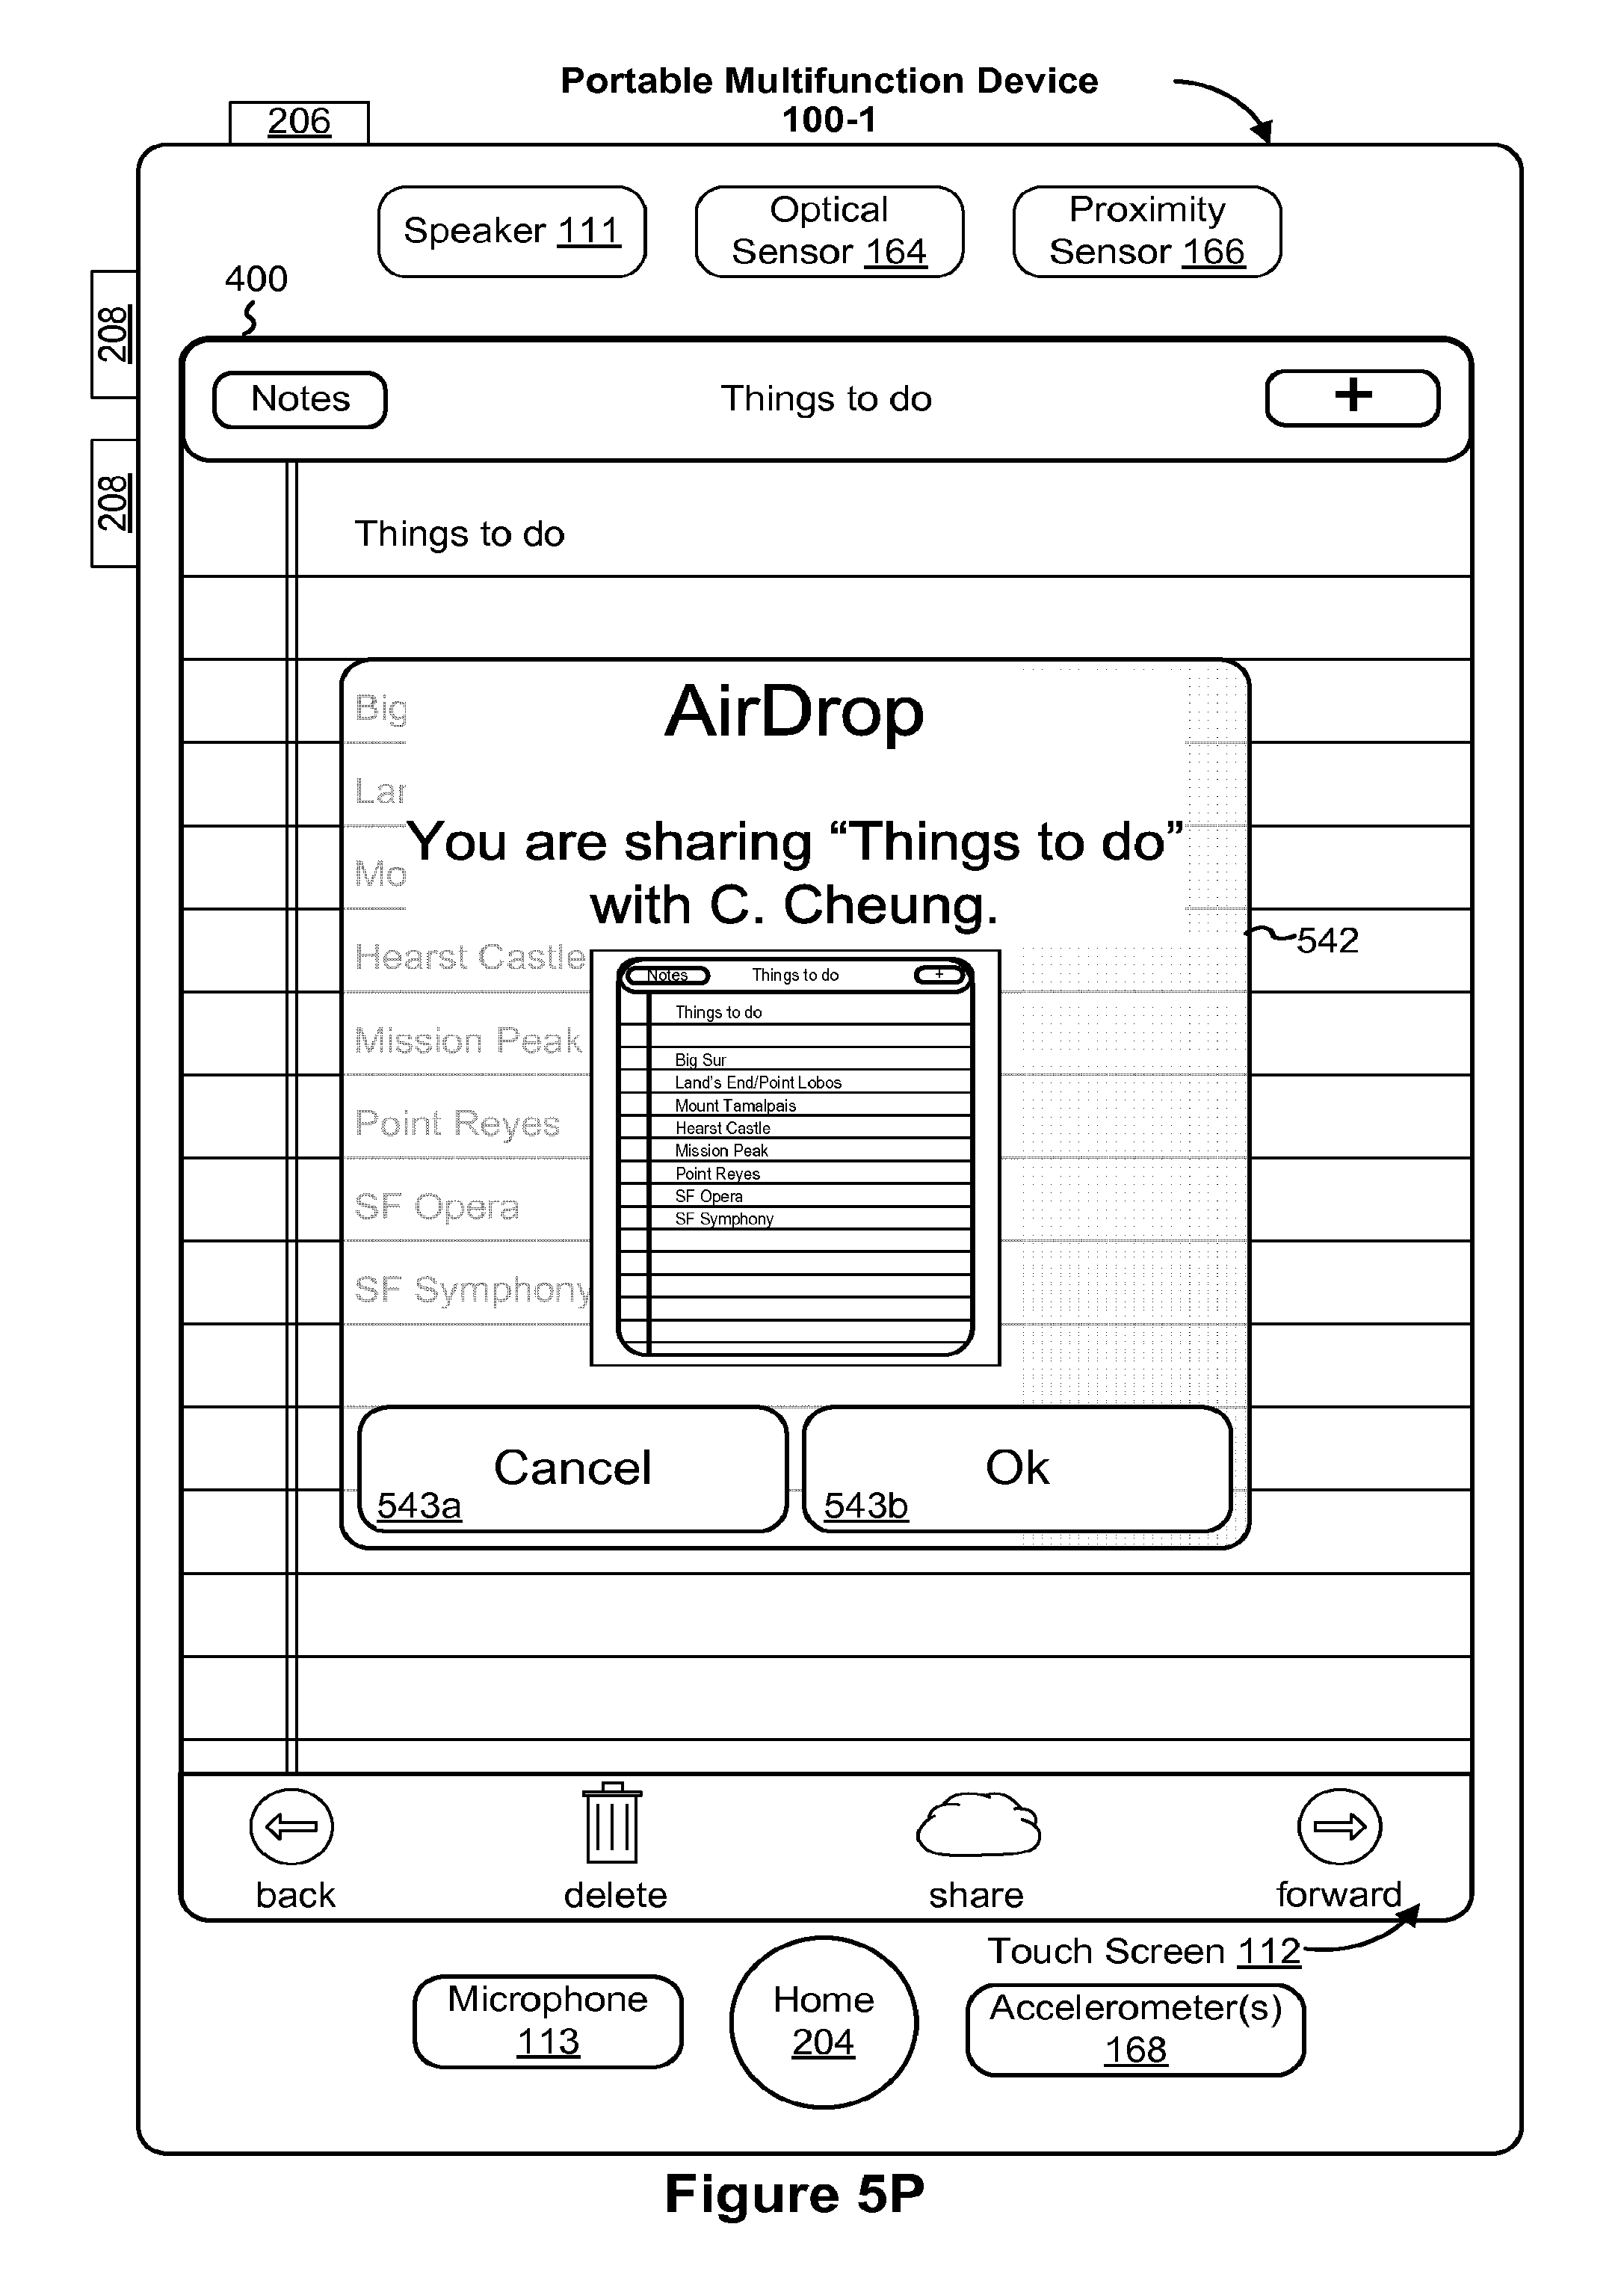 Portable Multifunction Device
100-1
206
Speaker 111
Optical
Sensor 164
Proximity
Sensor 166
400
208
208
Notes
Things to do
+
Things to do
Big
Mo
Hearst Castle
Mission Peak
Point Reyes
SF Opera
SF Symphony
AirDrop
You are sharing “Things to do”
with C. Cheung.
542
Notes
Things to do
+
Things to do
Big Sur
Land's End/Point Lobos
Mount Tamalpais
Hearst Castle
Mission Peak
Point Reyes
SF Opera
SF Symphony
Cancel
543a
Ok
543b
back
delete
share
forward
Touch Screen 112
Microphone
113
Home
204
Accelerometer(s)
168
Figure 5P